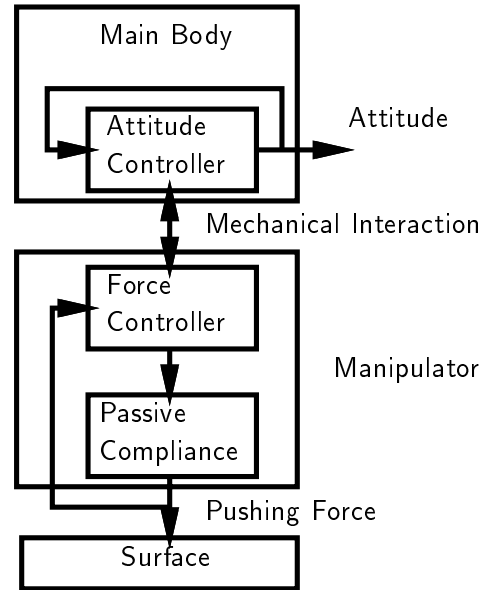 Main Body
Attitude
Attitude
Controller
Mechanical Interaction
Force
Controller
Manipulator
Passive
Compliance
Pushing Force
Surface